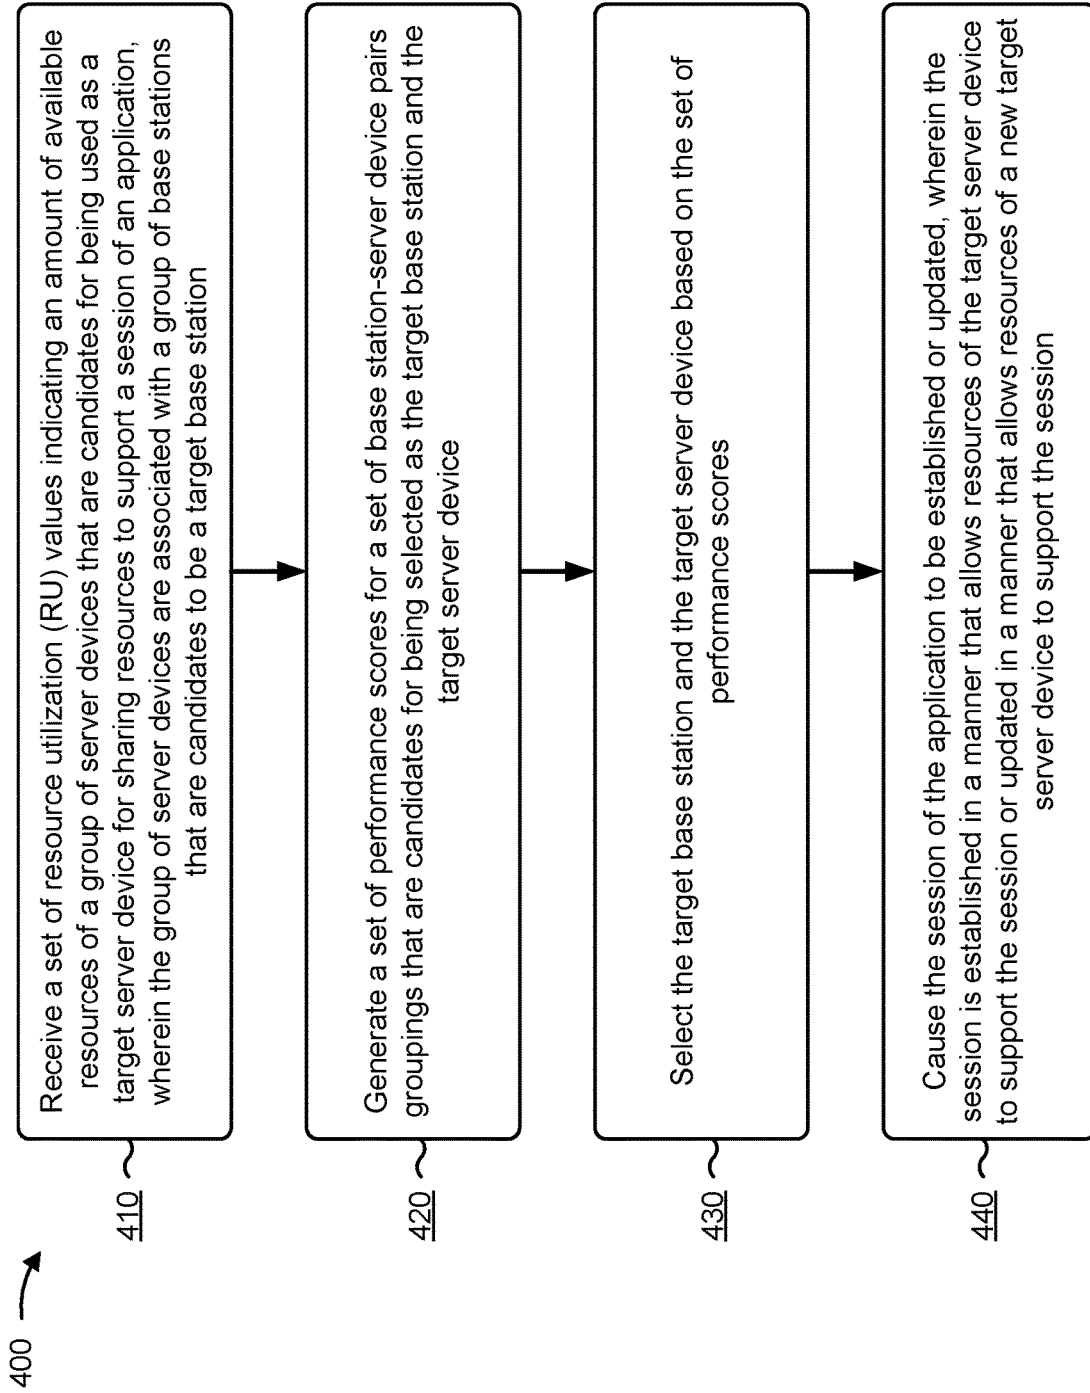 400
410
Receive a set of resource utilization (RU) values indicating an amount of available
resources of a group of server devices that are candidates for being used as a
target server device for sharing resources to support a session of an application,
wherein the group of server devices are associated with a group of base stations
that are candidates to be a target base station
420
Generate a set of performance scores for a set of base station-server device pairs
groupings that are candidates for being selected as the target base station and the
target server device
430
Select the target base station and the target server device based on the set of
performance scores
440
Cause the session of the application to be established or updated, wherein the
session is established in a manner that allows resources of the target server device
to support the session or updated in a manner that allows resources of a new target
server device to support the session